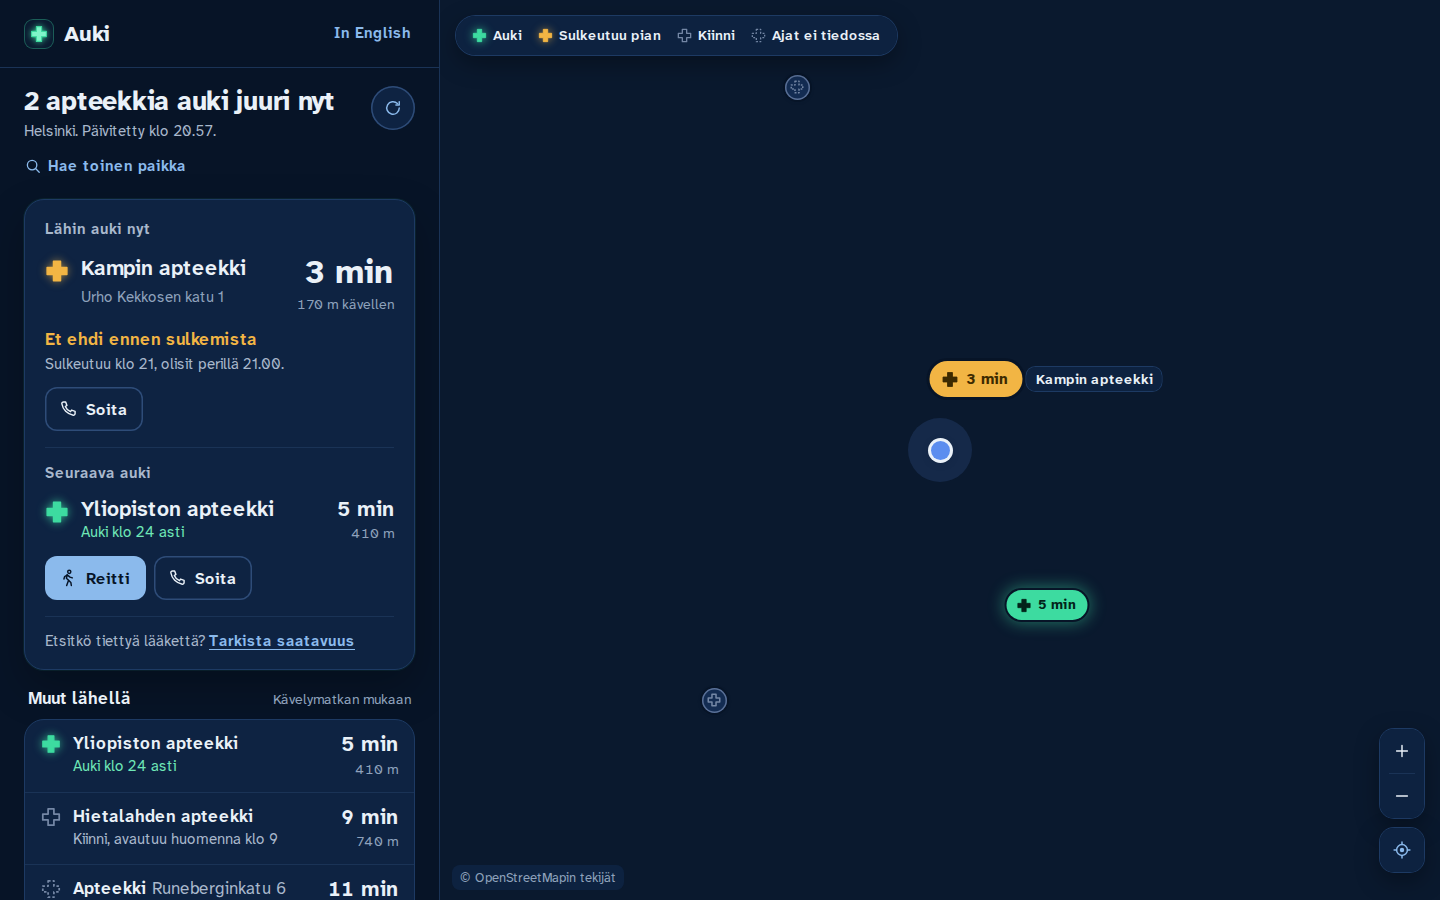 Auki
In English
2 apteekkia auki juuri nyt
Helsinki. Päivitetty klo 20.57.
Hae toinen paikka
Lähin auki nyt
Kampin apteekki
3 min
Urho Kekkosen katu 1
170 m kävellen
Et ehdi ennen sulkemista
Sulkeutuu klo 21, olisit perillä 21.00.
Soita
Seuraava auki
Yliopiston apteekki
5 min
Auki klo 24 asti
410 m
Reitti
Soita
Etsitkö tiettyä lääkettä? Tarkista saatavuus
Muut lähellä
Kävelymatkan mukaan
Yliopiston apteekki
5 min
Auki klo 24 asti
410 m
Hietalahden apteekki
9 min
Kiinni, avautuu huomenna klo 9
740 m
Apteekki Runeberginkatu 6
11 min
Auki
Sulkeutuu pian
Kiinni
Ajat ei tiedossa
3 min
Kampin apteekki
5 min
+
−
© OpenStreetMapin tekijät